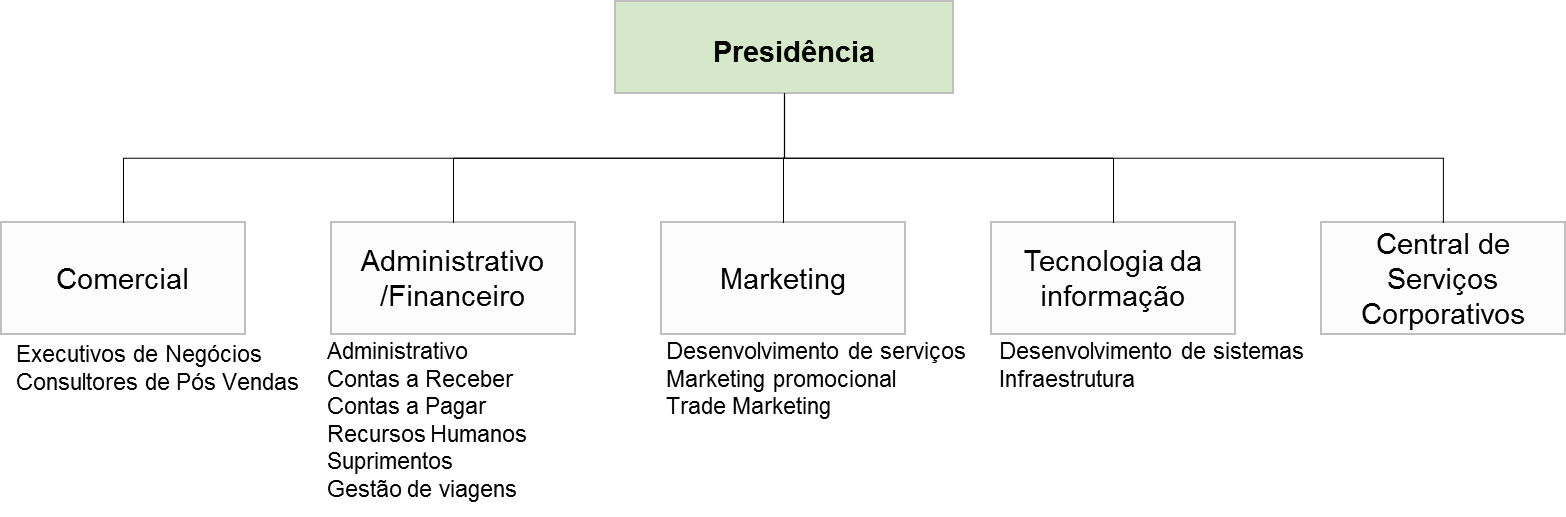 Presidência
Comercial
Executivos de Negócios
Consultores de Pós Vendas
Administrativo
/Financeiro
Administrativo
Contas a Receber
Contas a Pagar
Recursos Humanos
Suprimentos
Gestão de viagens
Marketing
Desenvolvimento de serviços
Marketing promocional
Trade Marketing
Tecnologia da
informação
Desenvolvimento de sistemas
Infraestrutura
Central de
Serviços
Corporativos